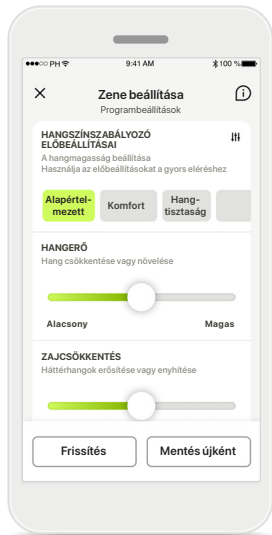 PH 9:41 AM 100 %
Zene beállítása
Programbeállítások
HANGSZÍNSZABÁLYOZÓ
ELŐBEÁLLÍTÁSAI
A hangmagasság beállítása
Használja az előbeállításokat a gyors eléréshez
Alapértel-
mezett
Komfort
Hang-
tisztaság
HANGERŐ
Hang csökkentése vagy növelése
Alacsony Magas
ZAJCSÖKKENTÉS
Háttérhangok erősítése vagy enyhítése
Frissítés Mentés újként